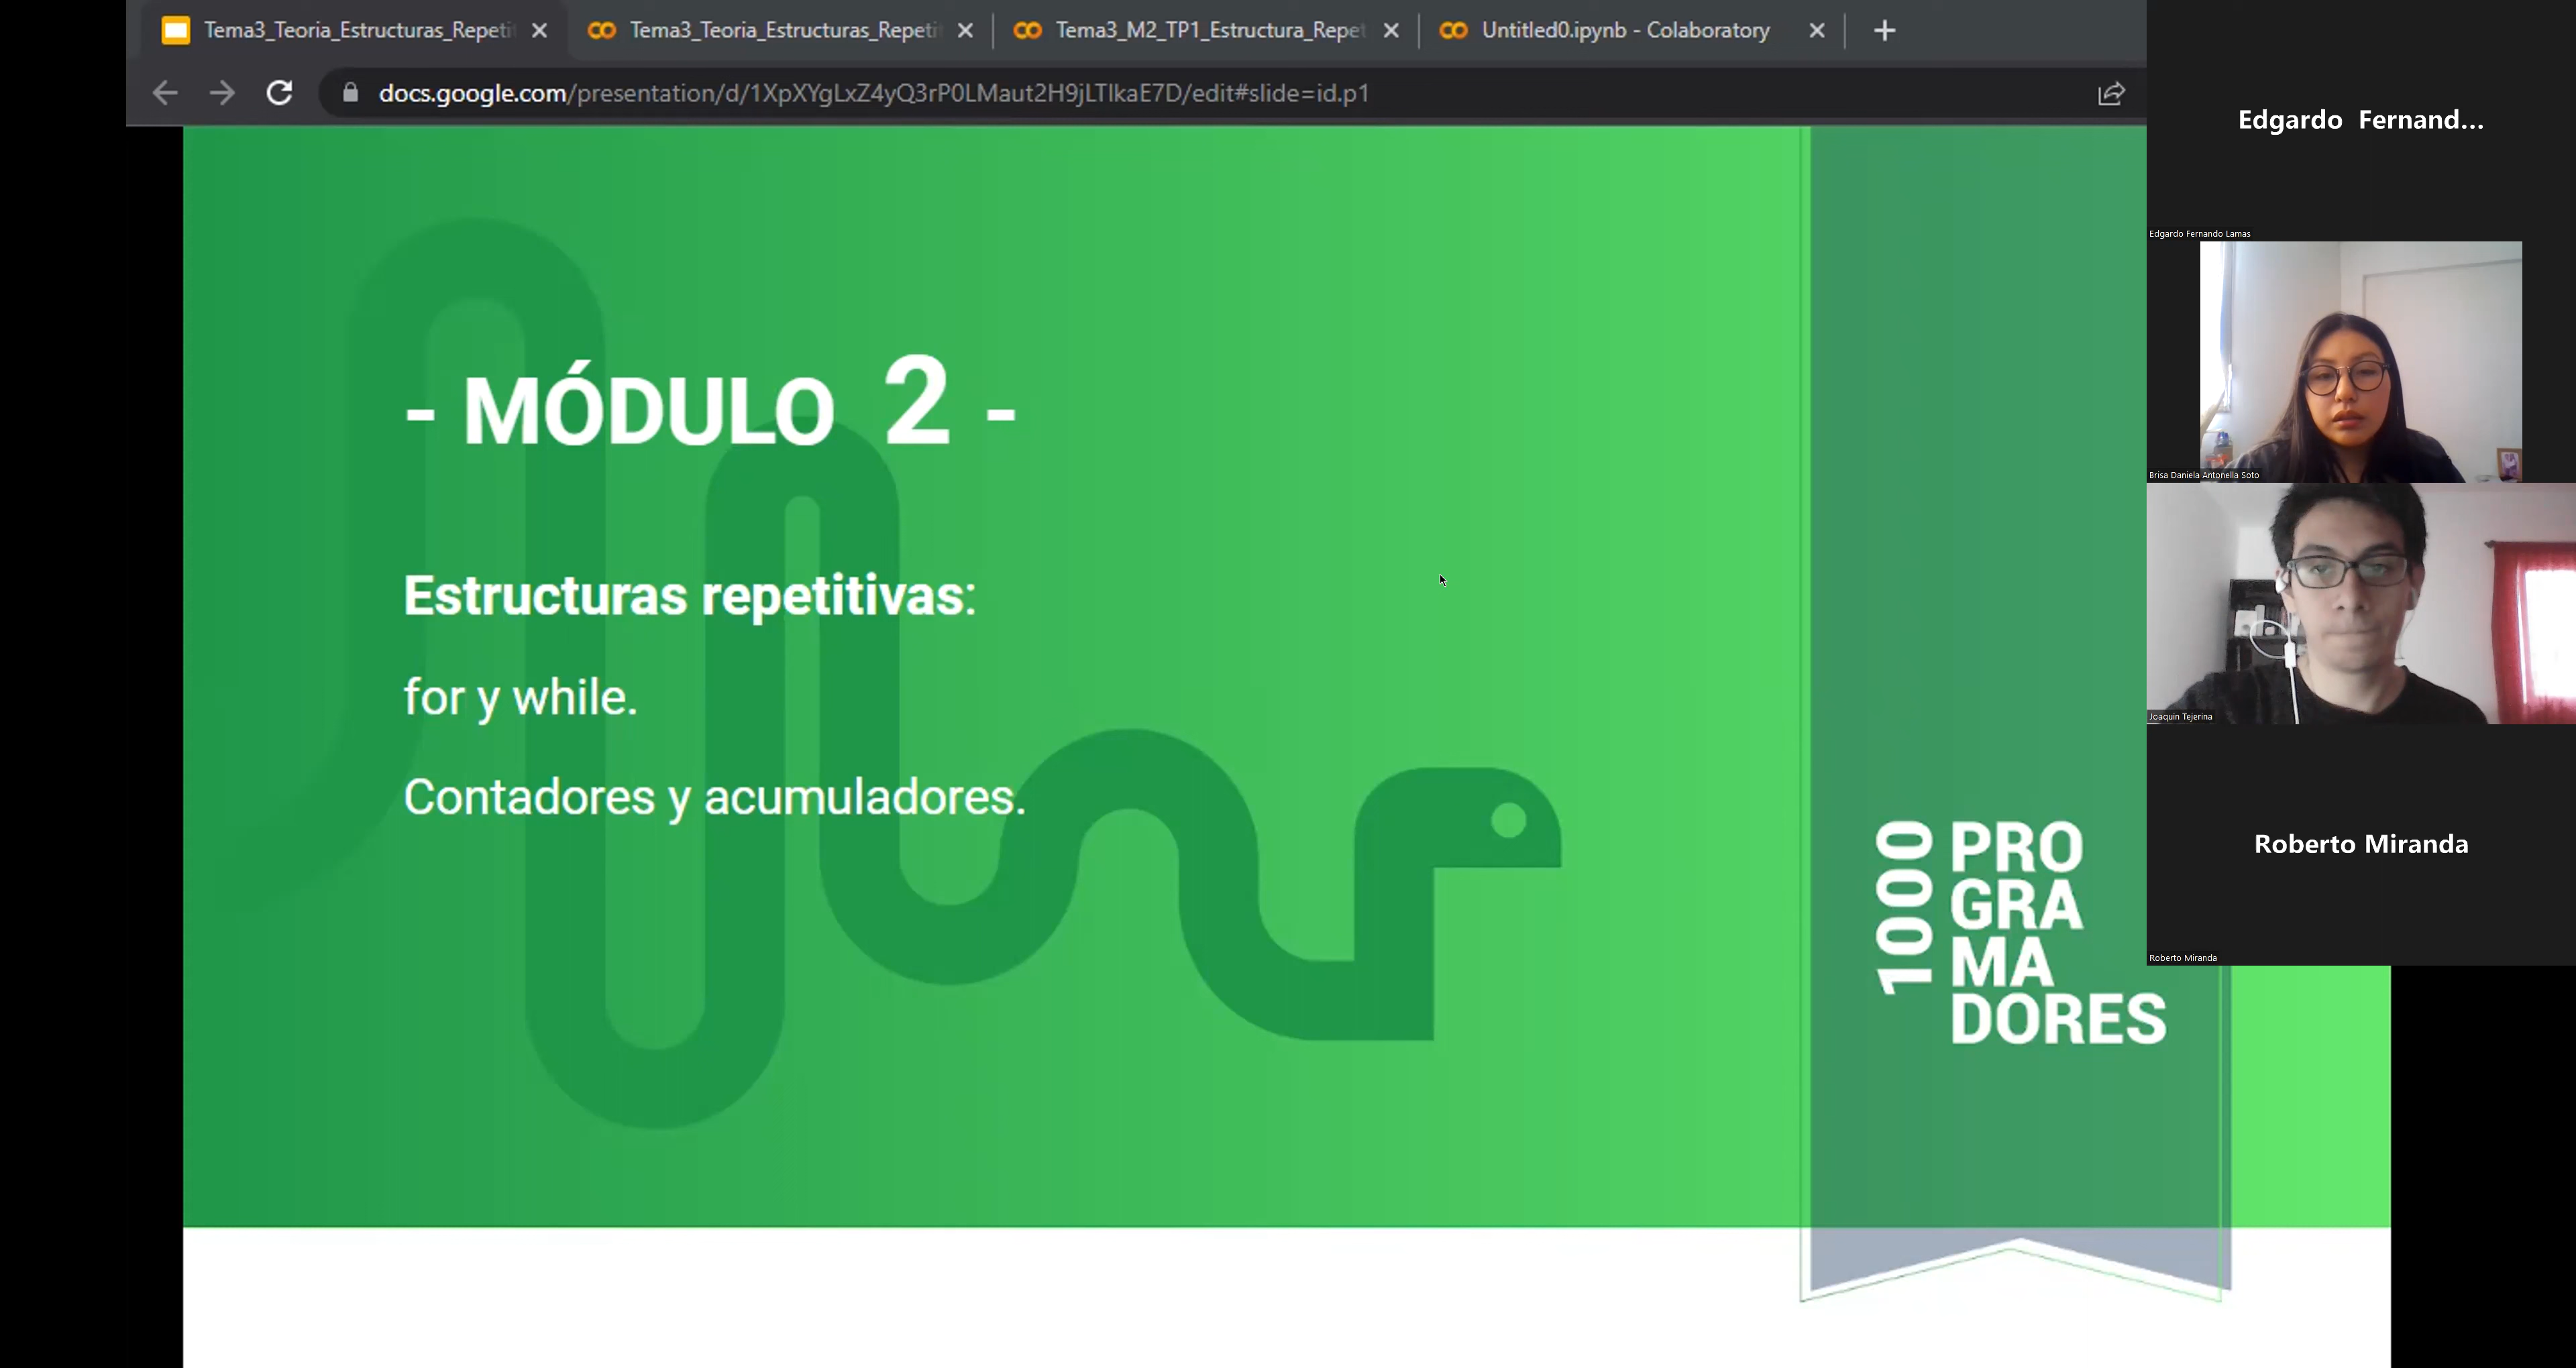 Tema3_Teoria_Estructuras_Repeti
Tema3_Teoria_Estructuras_Repeti
Tema3_M2_TP1_Estructura_Repe
Untitled0.ipynb - Colaboratory
docs.google.com/presentation/d/1XpXYgLxZ4yQ3rP0LMaut2H9jLTIkaE7D/edit#slide=id.p1
- MÓDULO 2 -
Estructuras repetitivas:
for y while.
Contadores y acumuladores.
1000
PRO
GRA
MA
DORES
Edgardo Fernand...
Edgardo Fernando Lamas
Brisa Daniela Antonella Soto
Joaquin Tejerina
Roberto Miranda
Roberto Miranda